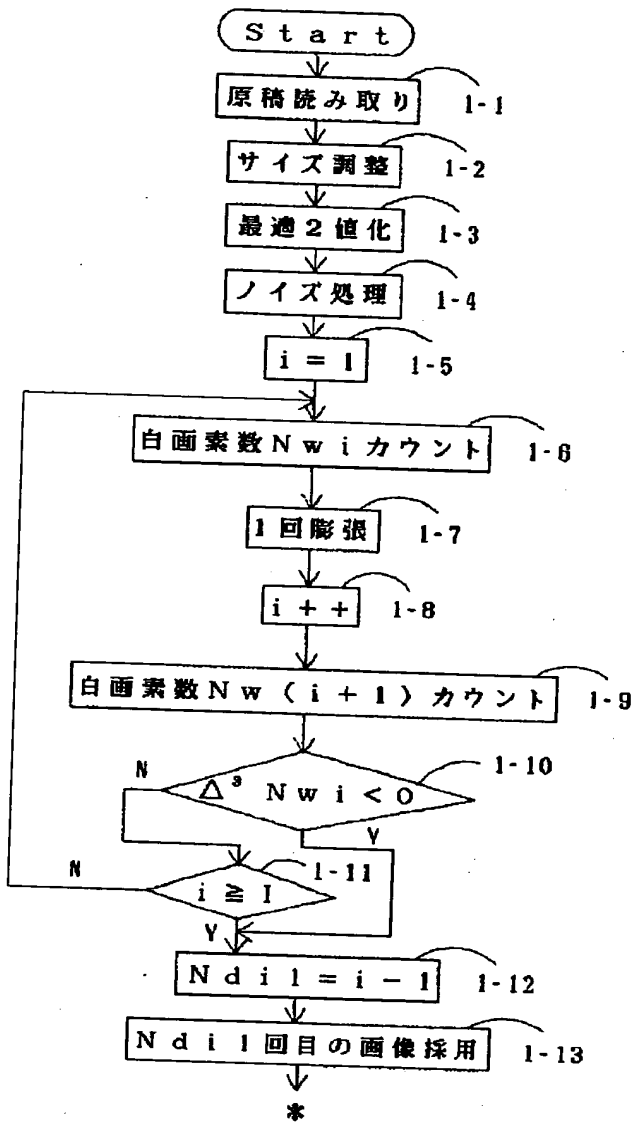 Start
原稿読み取り 1-1
サイズ調整 1-2
最適2値化 1-3
ノイズ処理 1-4
i = 1 1-5
白画素数Nwiカウント 1-6
1回膨張 1-7
i++ 1-8
白画素数Nw(i+1)カウント 1-9
1-10
N
Δ³ Nwi<0
Y
N
1-11
i ≧ I
Y
Ndil=i-1 1-12
Ndil回目の画像採用 1-13
*